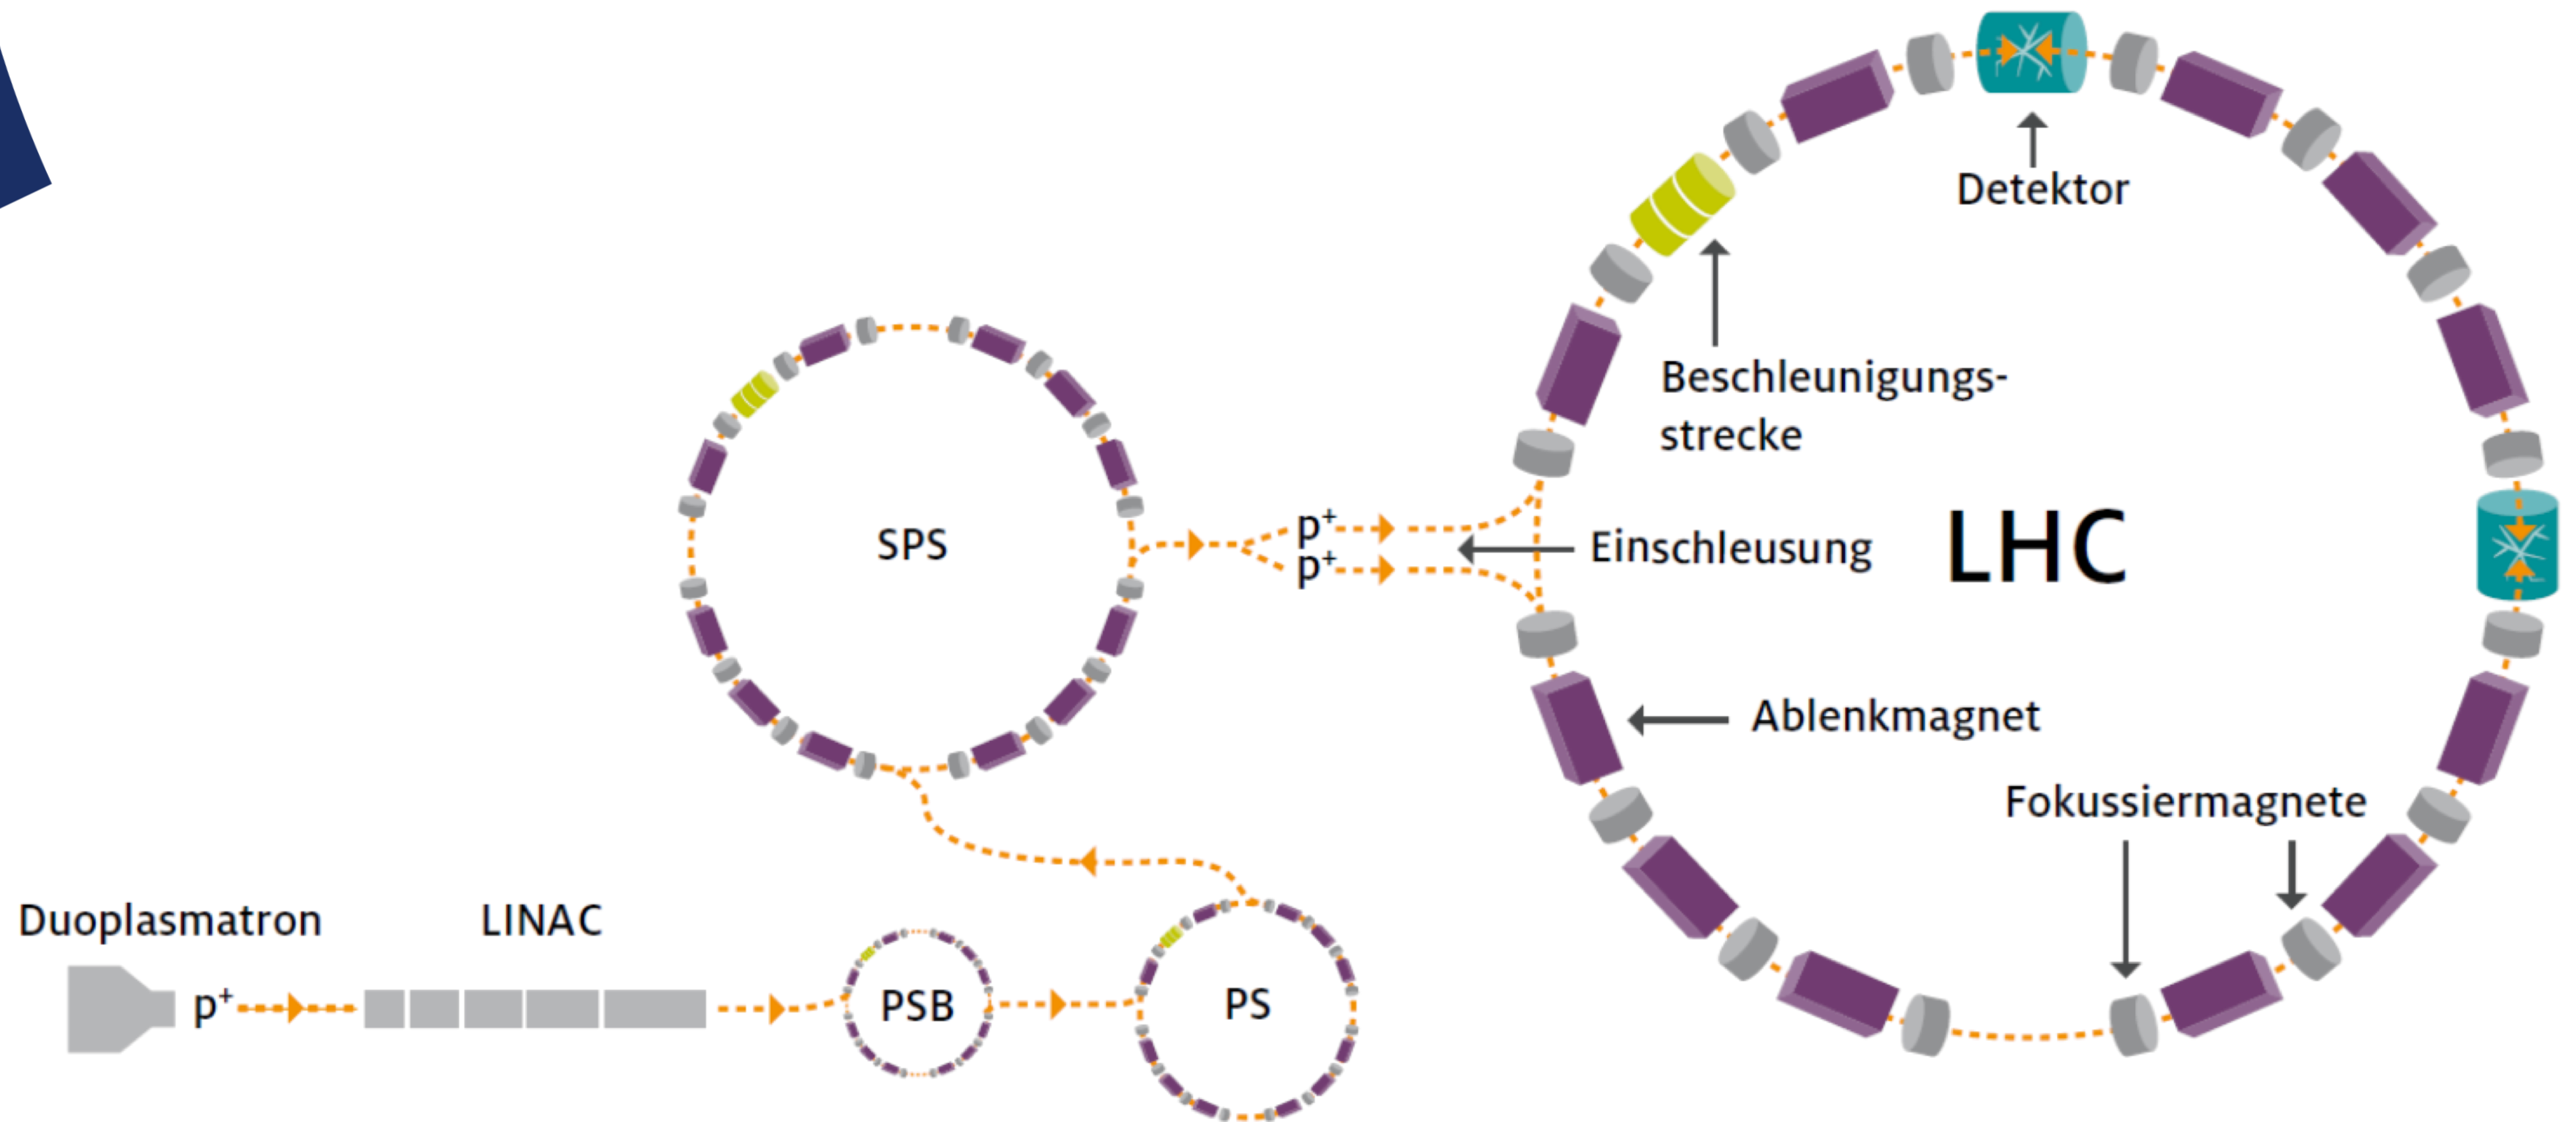 Detektor
Beschleunigungs-
strecke
SPS
p⁺
p⁺
Einschleusung
LHC
Ablenkmagnet
Fokussiermagnete
Duoplasmatron
LINAC
p⁺
PSB
PS